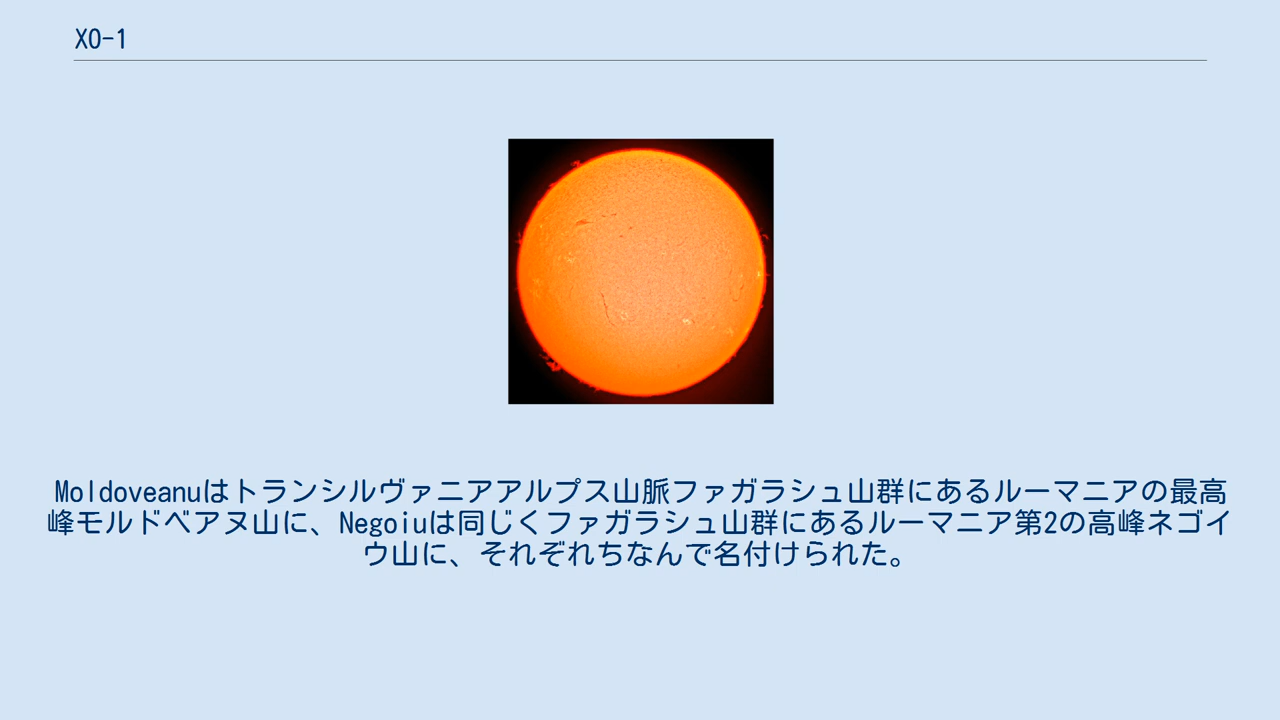 XO-1
Moldoveanuはトランシルヴァニアアルプス山脈ファガラシュ山群にあるルーマニアの最高
峰モルドベアヌ山に、Negoiuは同じくファガラシュ山群にあるルーマニア第2の高峰ネゴイ
ウ山に、それぞれちなんで名付けられた。